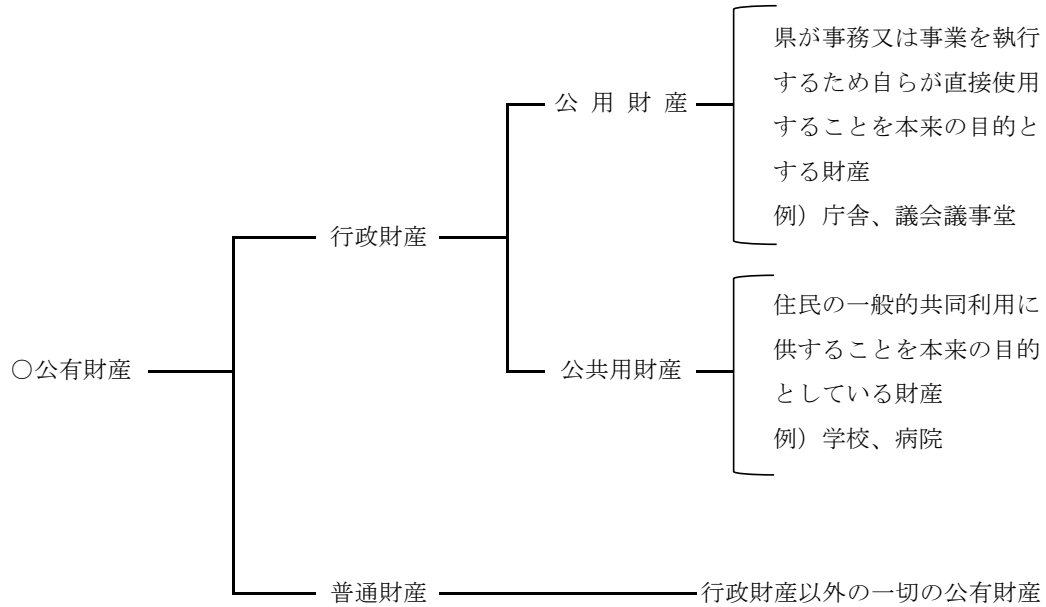 ○公有財産
行政財産
公用財産
県が事務又は事業を執行
するため自らが直接使用
することを本来の目的と
する財産
例）庁舎、議会議事堂
公共用財産
住民の一般的共同利用に
供することを本来の目的
としている財産
例）学校、病院
普通財産
行政財産以外の一切の公有財産